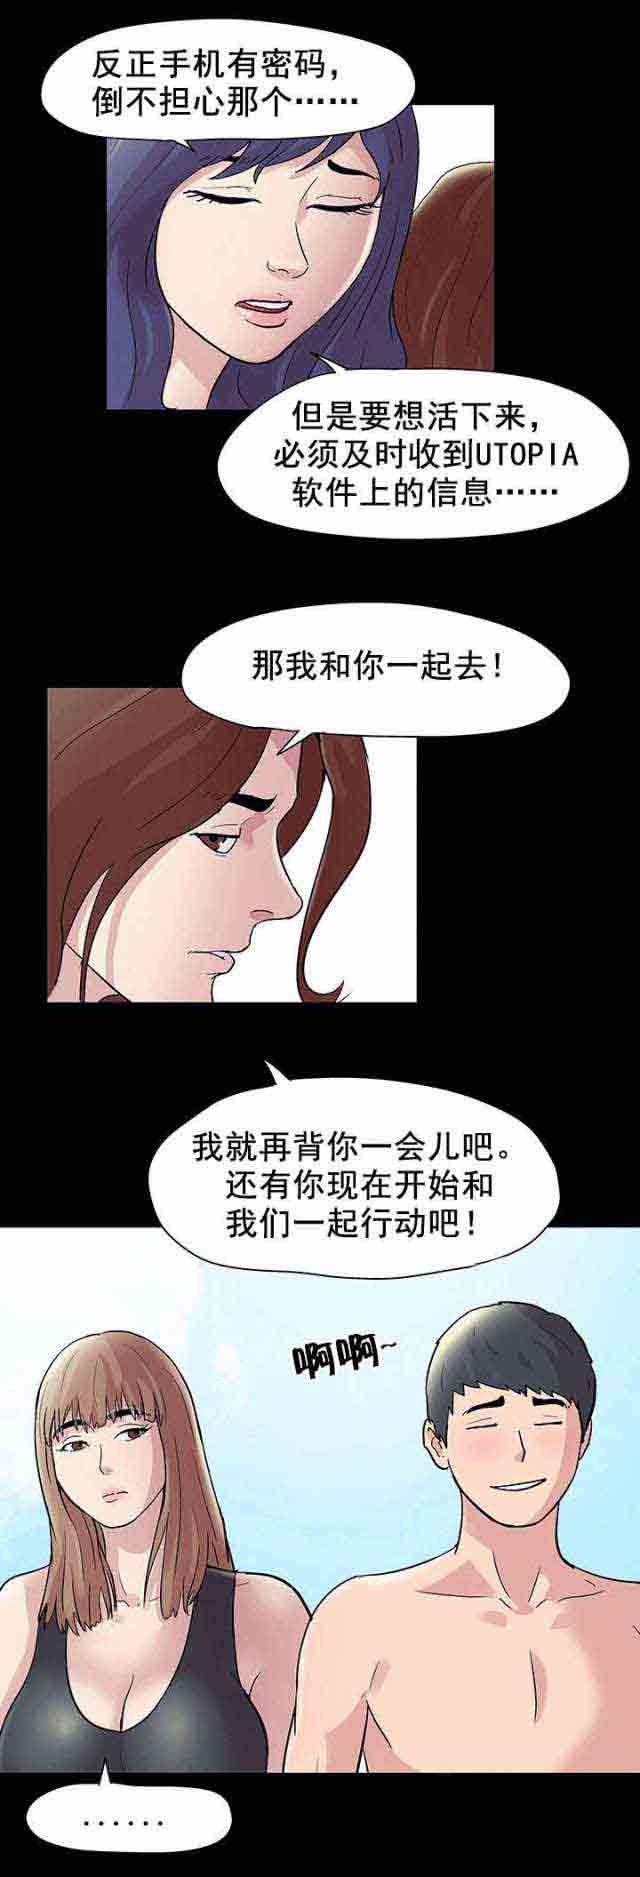 反正手机有密码，
倒不担心那个……
但是要想活下来，
必须及时收到UTOPIA
软件上的信息……
那我和你一起去！
我就再背你一会儿吧。
还有你现在开始和
我们一起行动吧！
啊啊~
......